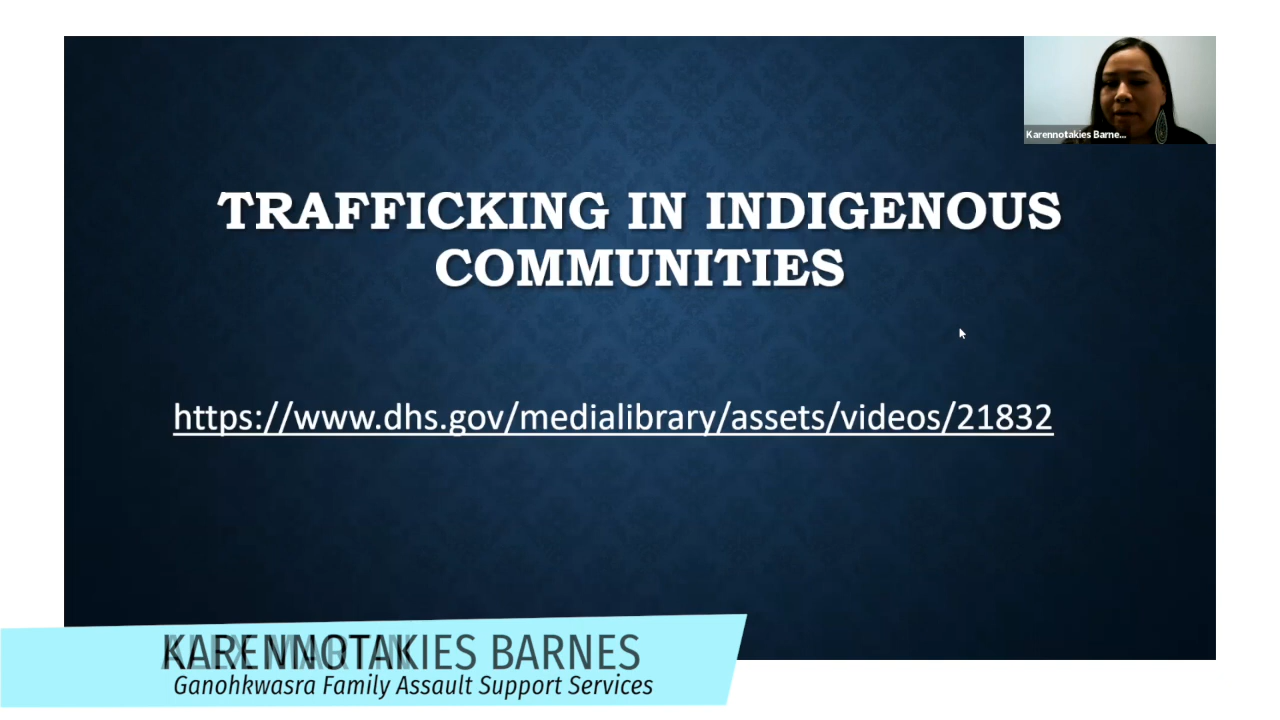 Karennotakies Barne...
TRAFFICKING IN INDIGENOUS
COMMUNITIES
https://www.dhs.gov/medialibrary/assets/videos/21832
KARENNOTAKIES BARNES
Ganohkwasra Family Assault Support Services